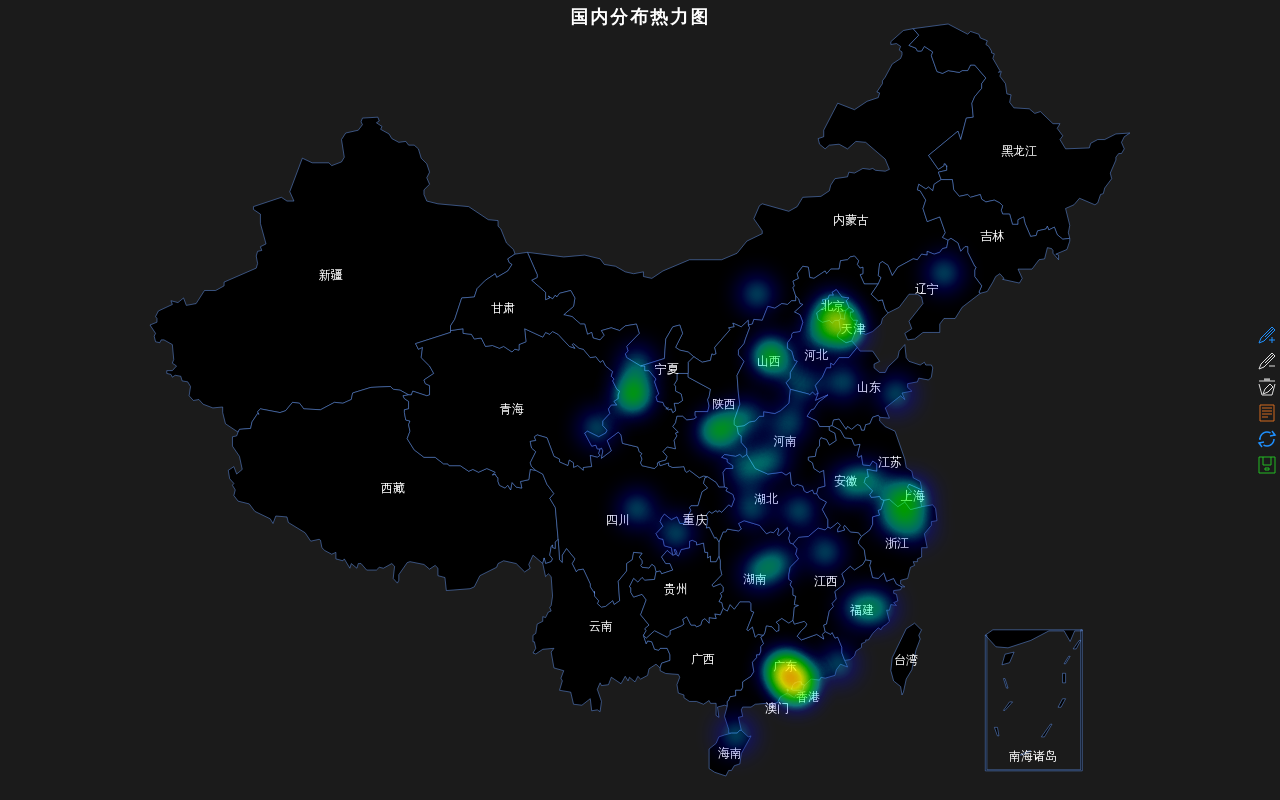 国内分布热力图
黑龙江
内蒙古
吉林
新疆
辽宁
甘肃
北京
天津
河北
山西
宁夏
山东
陕西
青海
河南
江苏
安徽
西藏
上海
湖北
四川
重庆
浙江
湖南
江西
贵州
福建
云南
广西
台湾
广东
香港
澳门
海南
南海诸岛